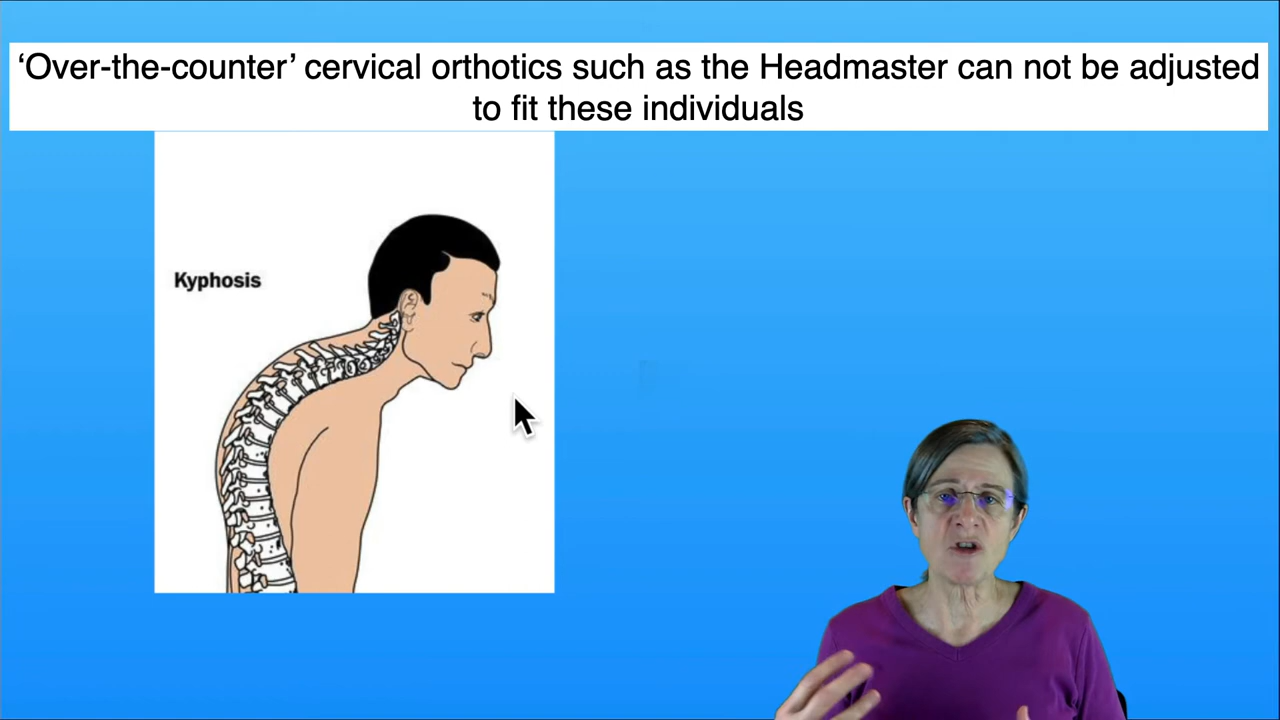 ‘Over-the-counter’ cervical orthotics such as the Headmaster can not be adjusted
to fit these individuals
Kyphosis